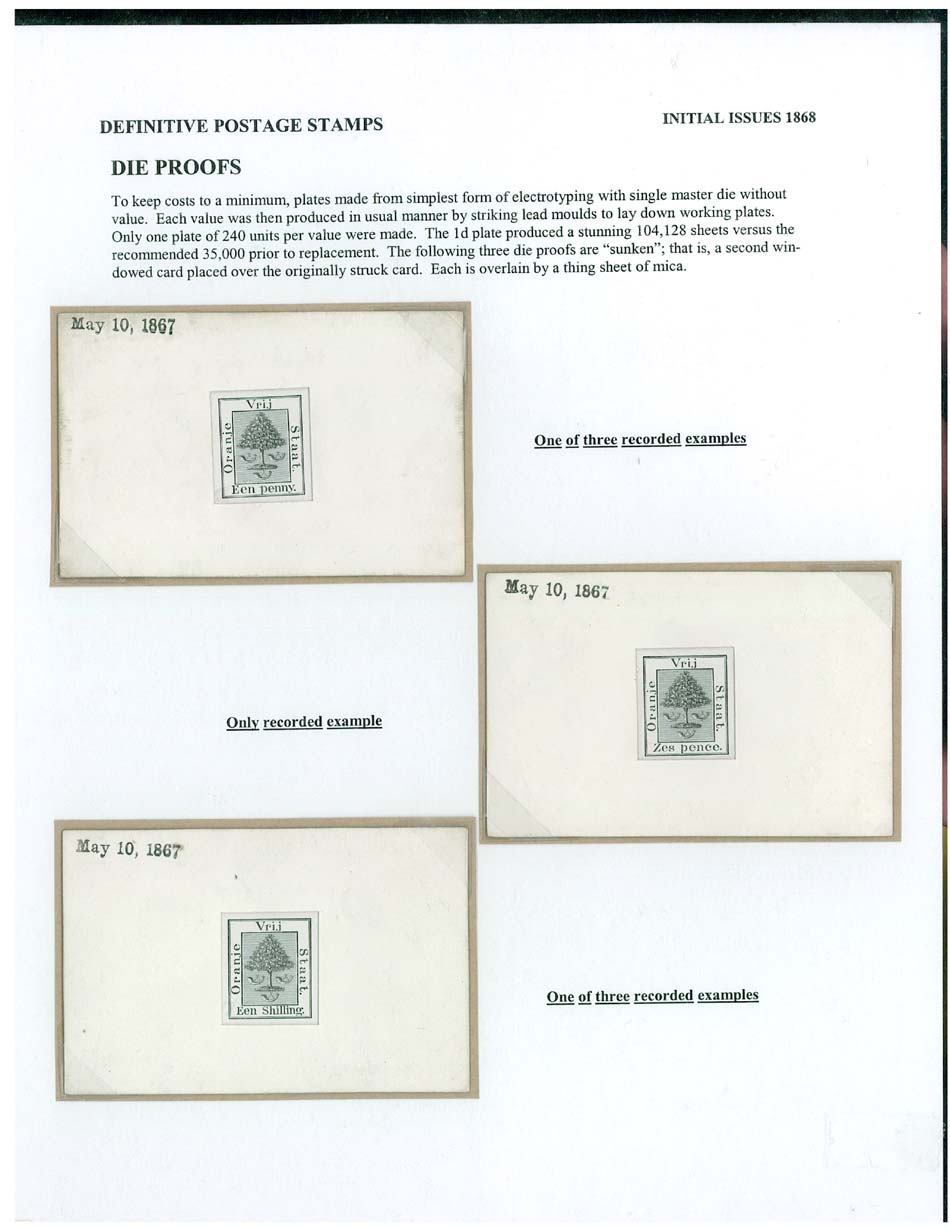 DEFINITIVE POSTAGE STAMPS
INITIAL ISSUES 1868
DIE PROOFS
To keep costs to a minimum, plates made from simplest form of electrotyping with single master die without
value. Each value was then produced in usual manner by striking lead moulds to lay down working plates.
Only one plate of 240 units per value were made. The 1d plate produced a stunning 104,128 sheets versus the
recommended 35,000 prior to replacement. The following three die proofs are “sunken”; that is, a second win-
dowed card placed over the originally struck card. Each is overlain by a thing sheet of mica.
May 10, 1867
Oranje
Vrij
Staat.
Een penny.
One of three recorded examples
May 10, 1867
Oranje
Vrij
Staat.
Zes pence.
Only recorded example
May 10, 1867
Oranje
Vrij
Staat.
Een Shilling.
One of three recorded examples